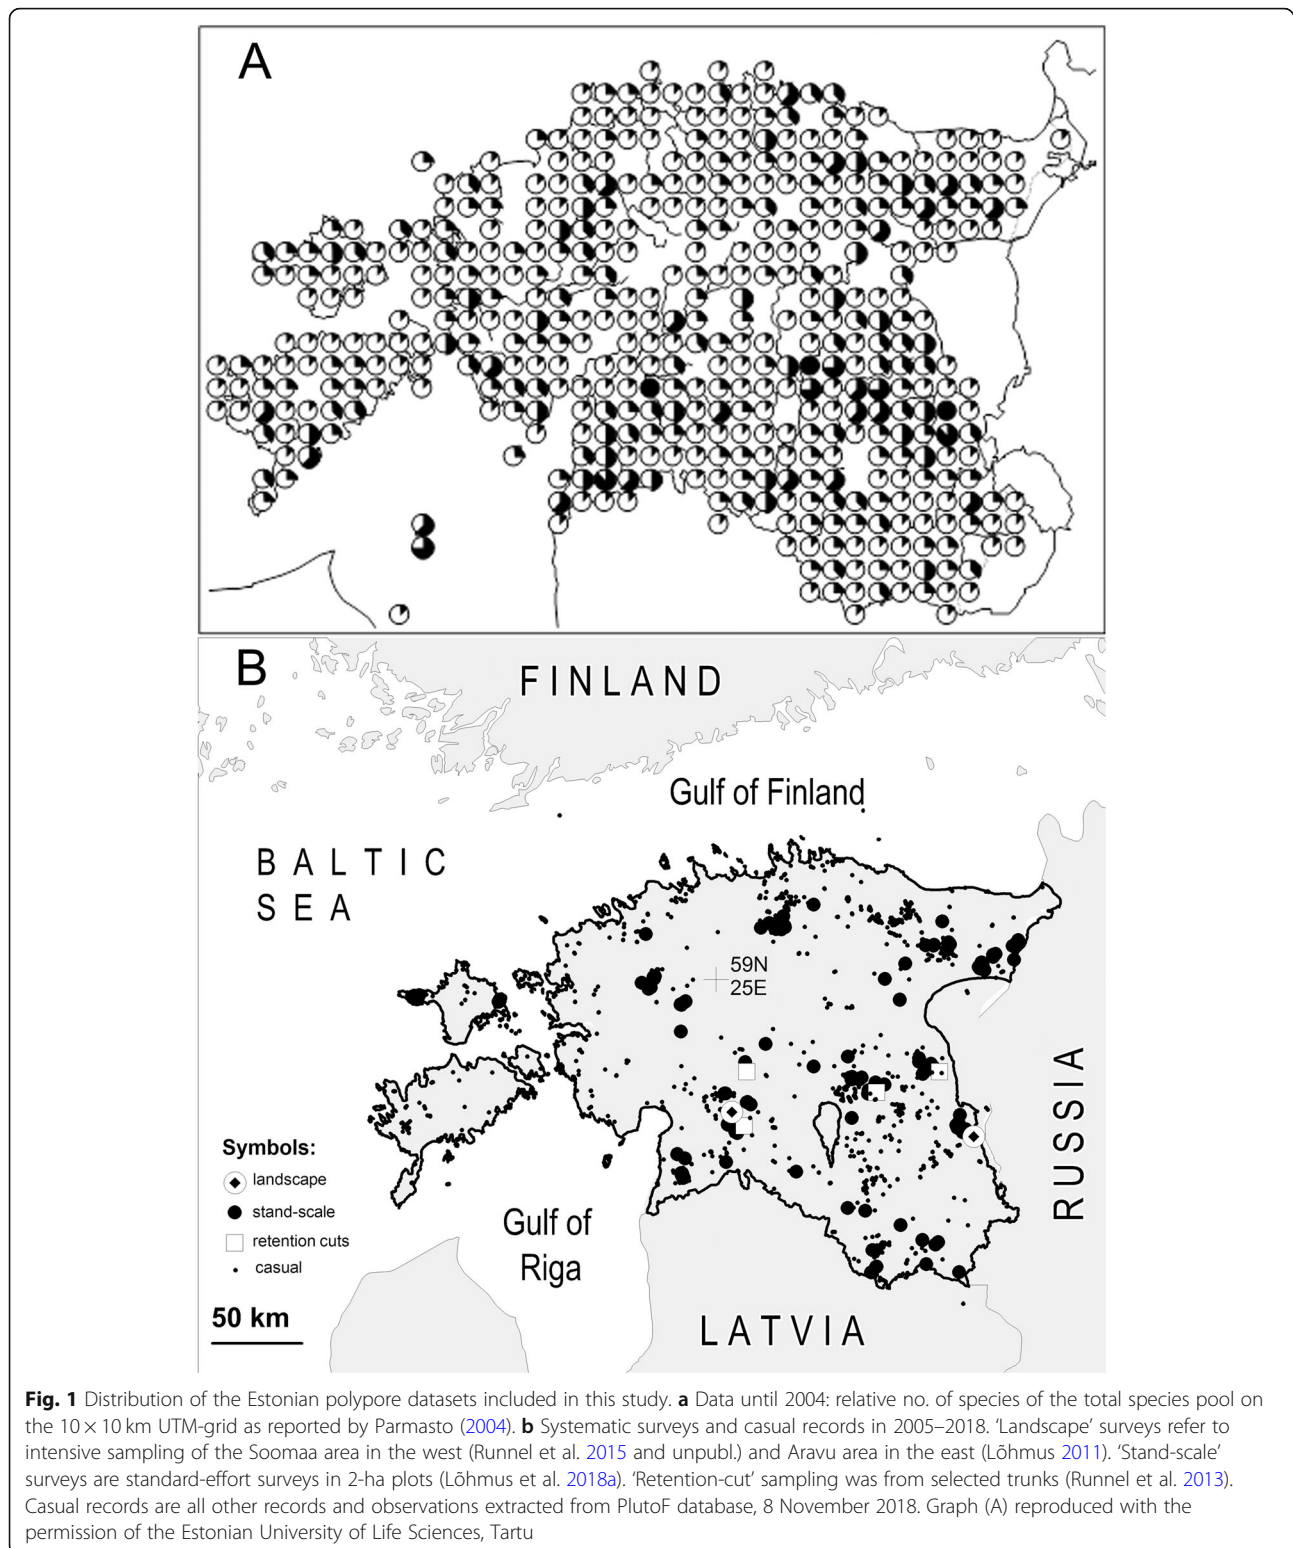 A
B
FINLAND
Gulf of Finland
BALTIC
SEA
59N
25E
RUSSIA
Symbols:
landscape
stand-scale
retention cuts
casual
50 km
Gulf of
Riga
LATVIA
Fig. 1 Distribution of the Estonian polypore datasets included in this study. a Data until 2004: relative no. of species of the total species pool on
the 10 × 10 km UTM-grid as reported by Parmasto (2004). b Systematic surveys and casual records in 2005–2018. ‘Landscape’ surveys refer to
intensive sampling of the Soomaa area in the west (Runnel et al. 2015 and unpubl.) and Aravu area in the east (Lõhmus 2011). ‘Stand-scale’
surveys are standard-effort surveys in 2-ha plots (Lõhmus et al. 2018a). ‘Retention-cut’ sampling was from selected trunks (Runnel et al. 2013).
Casual records are all other records and observations extracted from PlutoF database, 8 November 2018. Graph (A) reproduced with the
permission of the Estonian University of Life Sciences, Tartu